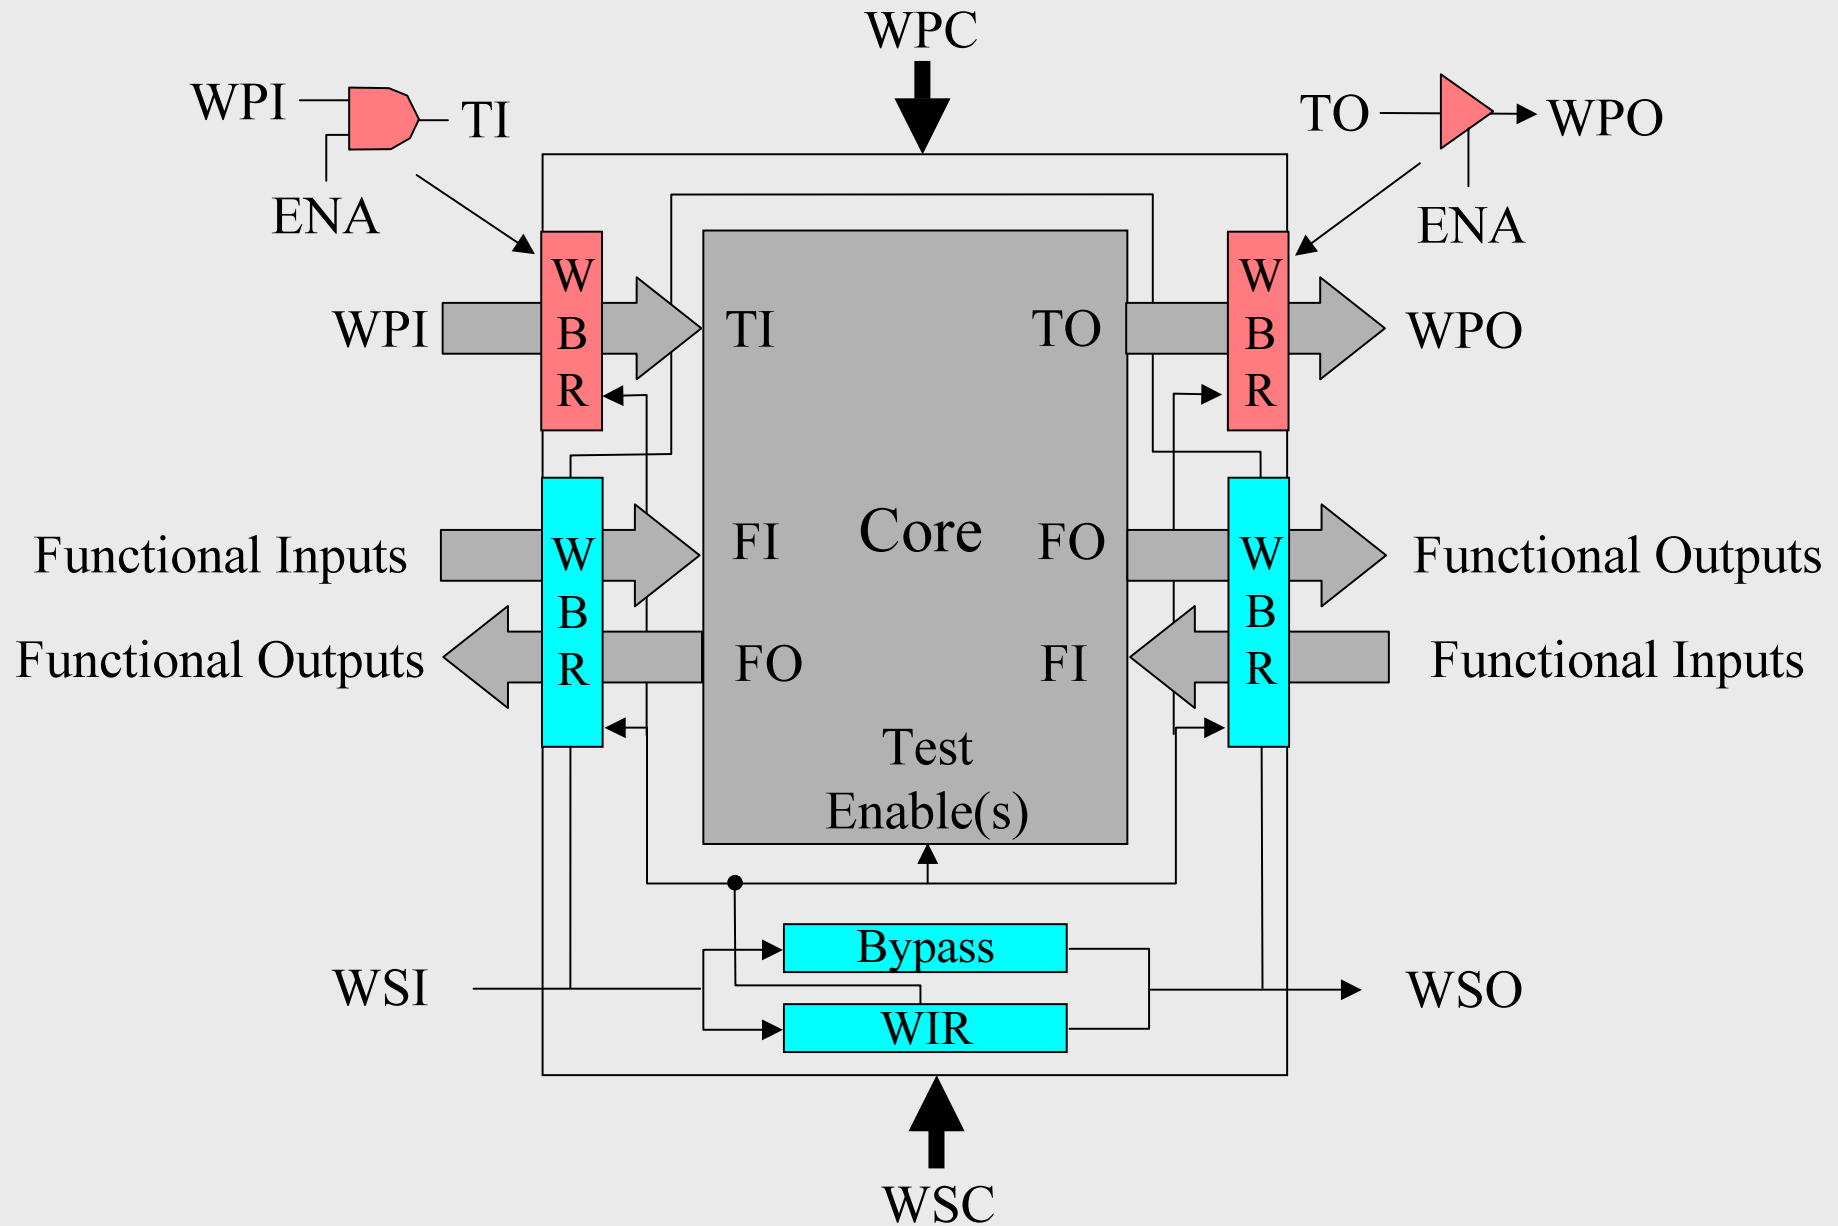 WPC
WPI
TI
ENA
TO
WPO
ENA
WPI
W
B
R
TI
TO
W
B
R
WPO
Functional Inputs
W
B
R
FI
Core
FO
W
B
R
Functional Outputs
Functional Outputs
FO
FI
Functional Inputs
Test
Enable(s)
Bypass
WSI
WSO
WIR
WSC